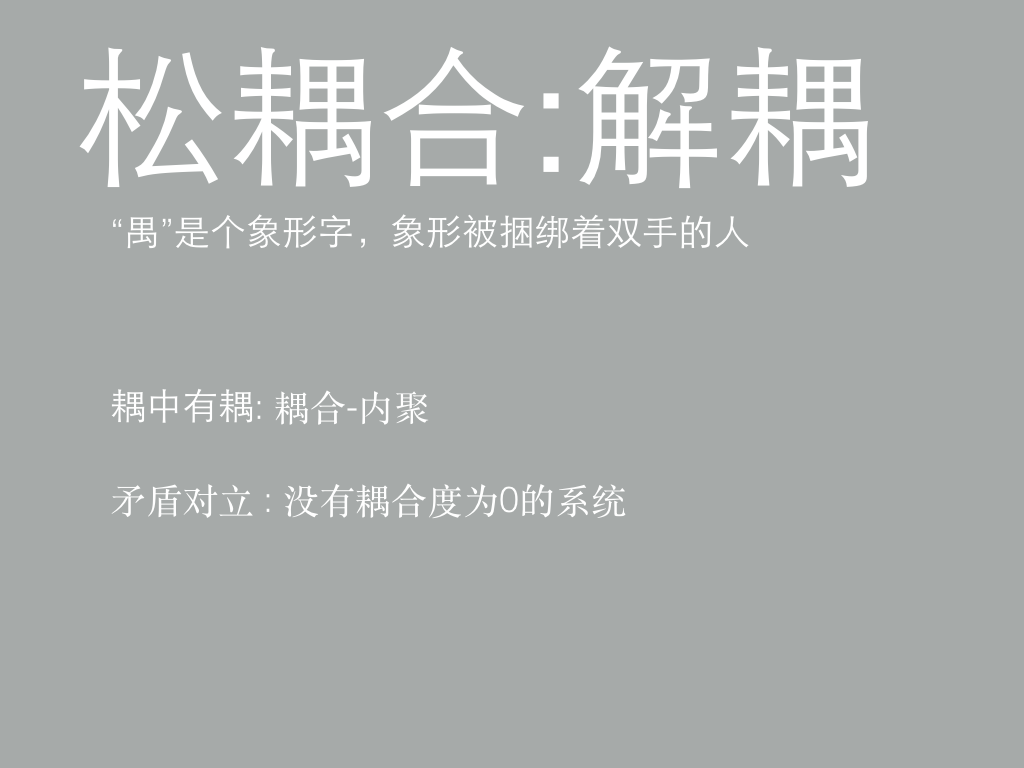 松耦合:解耦
“禺”是个象形字，象形被捆绑着双手的人
耦中有耦: 耦合-内聚
矛盾对立 : 没有耦合度为0的系统